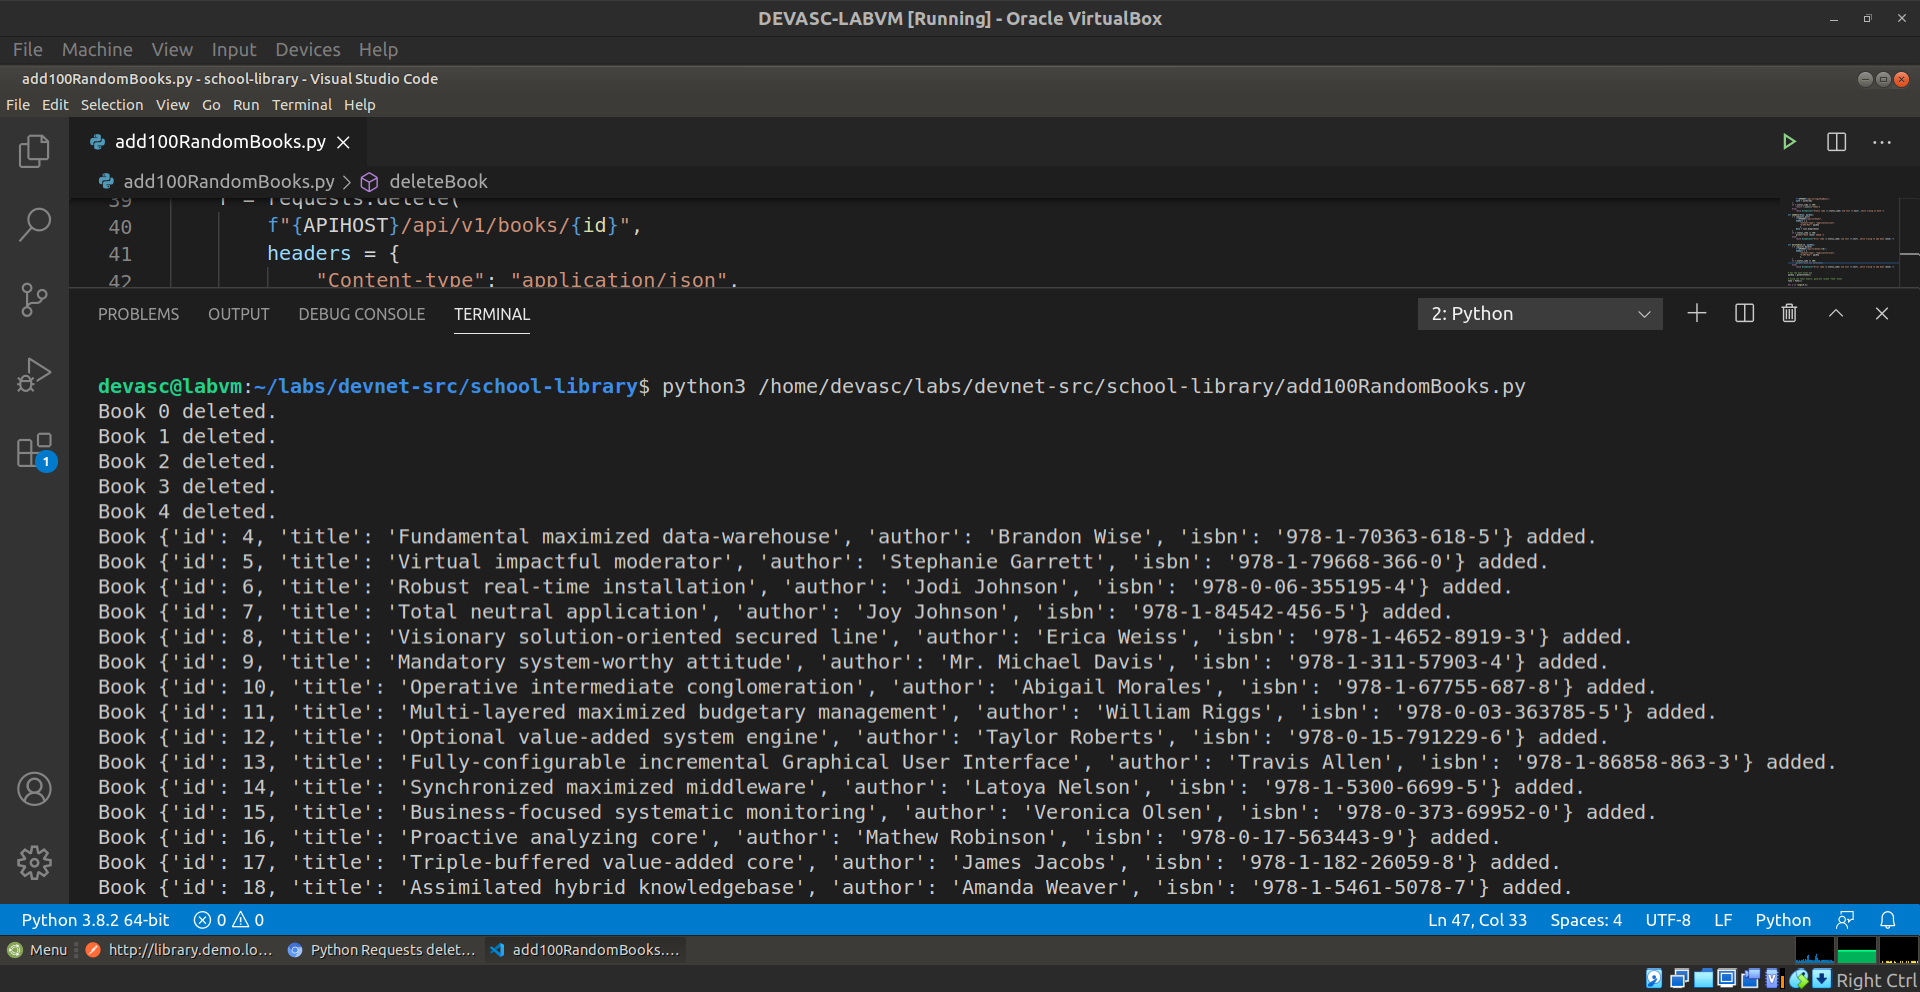 DEVASC-LABVM [Running] - Oracle VirtualBox
File Machine View Input Devices Help
add100RandomBooks.py - school-library - Visual Studio Code
File Edit Selection View Go Run Terminal Help
add100RandomBooks.py
add100RandomBooks.py > deleteBook
39 r = requests.delete(
40 f"{APIHOST}/api/v1/books/{id}",
41 headers = {
42 "Content-type": "application/json",
PROBLEMS OUTPUT DEBUG CONSOLE TERMINAL 2: Python
devasc@labvm:~/labs/devnet-src/school-library$ python3 /home/devasc/labs/devnet-src/school-library/add100RandomBooks.py
Book 0 deleted.
Book 1 deleted.
Book 2 deleted.
Book 3 deleted.
Book 4 deleted.
Book {'id': 4, 'title': 'Fundamental maximized data-warehouse', 'author': 'Brandon Wise', 'isbn': '978-1-70363-618-5'} added.
Book {'id': 5, 'title': 'Virtual impactful moderator', 'author': 'Stephanie Garrett', 'isbn': '978-1-79668-366-0'} added.
Book {'id': 6, 'title': 'Robust real-time installation', 'author': 'Jodi Johnson', 'isbn': '978-0-06-355195-4'} added.
Book {'id': 7, 'title': 'Total neutral application', 'author': 'Joy Johnson', 'isbn': '978-1-84542-456-5'} added.
Book {'id': 8, 'title': 'Visionary solution-oriented secured line', 'author': 'Erica Weiss', 'isbn': '978-1-4652-8919-3'} added.
Book {'id': 9, 'title': 'Mandatory system-worthy attitude', 'author': 'Mr. Michael Davis', 'isbn': '978-1-311-57903-4'} added.
Book {'id': 10, 'title': 'Operative intermediate conglomeration', 'author': 'Abigail Morales', 'isbn': '978-1-67755-687-8'} added.
Book {'id': 11, 'title': 'Multi-layered maximized budgetary management', 'author': 'William Riggs', 'isbn': '978-0-03-363785-5'} added.
Book {'id': 12, 'title': 'Optional value-added system engine', 'author': 'Taylor Roberts', 'isbn': '978-0-15-791229-6'} added.
Book {'id': 13, 'title': 'Fully-configurable incremental Graphical User Interface', 'author': 'Travis Allen', 'isbn': '978-1-86858-863-3'} added.
Book {'id': 14, 'title': 'Synchronized maximized middleware', 'author': 'Latoya Nelson', 'isbn': '978-1-5300-6699-5'} added.
Book {'id': 15, 'title': 'Business-focused systematic monitoring', 'author': 'Veronica Olsen', 'isbn': '978-0-373-69952-0'} added.
Book {'id': 16, 'title': 'Proactive analyzing core', 'author': 'Mathew Robinson', 'isbn': '978-0-17-563443-9'} added.
Book {'id': 17, 'title': 'Triple-buffered value-added core', 'author': 'James Jacobs', 'isbn': '978-1-182-26059-8'} added.
Book {'id': 18, 'title': 'Assimilated hybrid knowledgebase', 'author': 'Amanda Weaver', 'isbn': '978-1-5461-5078-7'} added.
1
Python 3.8.2 64-bit 0 0 Ln 47, Col 33 Spaces: 4 UTF-8 LF Python
Menu http://library.demo.lo... Python Requests delet... add100RandomBooks....
Right Ctrl